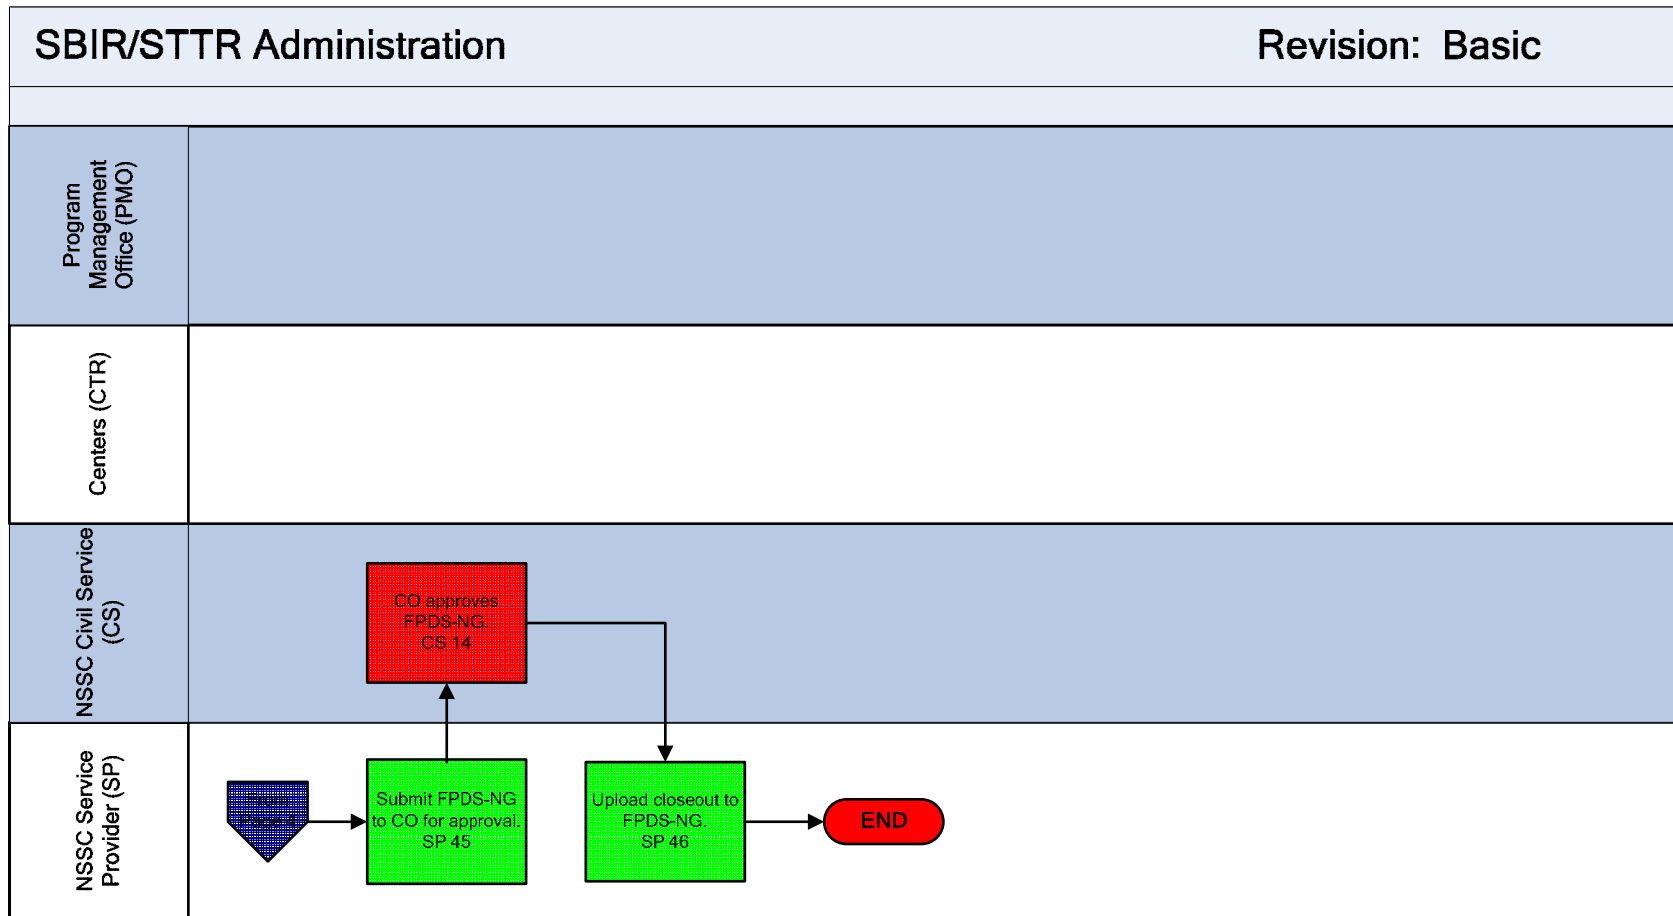 SBIR/STTR Administration
Revision: Basic
Program
Management
Office (PMO)
Centers (CTR)
NSSC Civil Service
(CS)
CO approves
FPDS-NG.
CS 14
NSSC Service
Provider (SP)
Submit FPDS-NG
to CO for approval.
SP 45
Upload closeout to
FPDS-NG.
SP 46
END